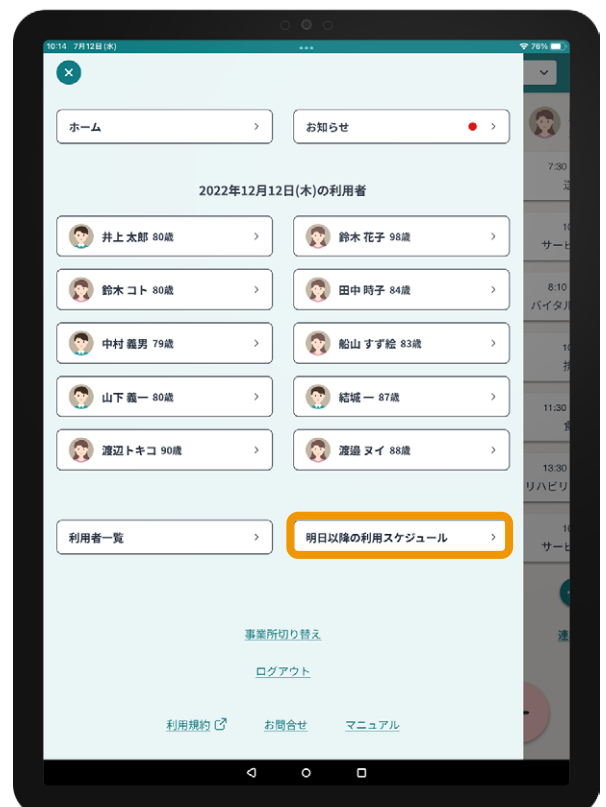 10:14 7月12日(水)
76%
ホーム
お知らせ
2022年12月12日(木)の利用者
井上 太郎 80歳
鈴木 花子 98歳
鈴木 コト 80歳
田中 時子 84歳
中村 義男 79歳
船山 すず絵 83歳
山下 義一 80歳
結城 一 87歳
渡辺 トキコ 90歳
渡邉 ヌイ 88歳
利用者一覧
明日以降の利用スケジュール
事業所切り替え
ログアウト
利用規約
お問合せ
マニュアル
7:30
サービ
8:10
バイタル
11:30
13:30
リハビリ
サービ
連